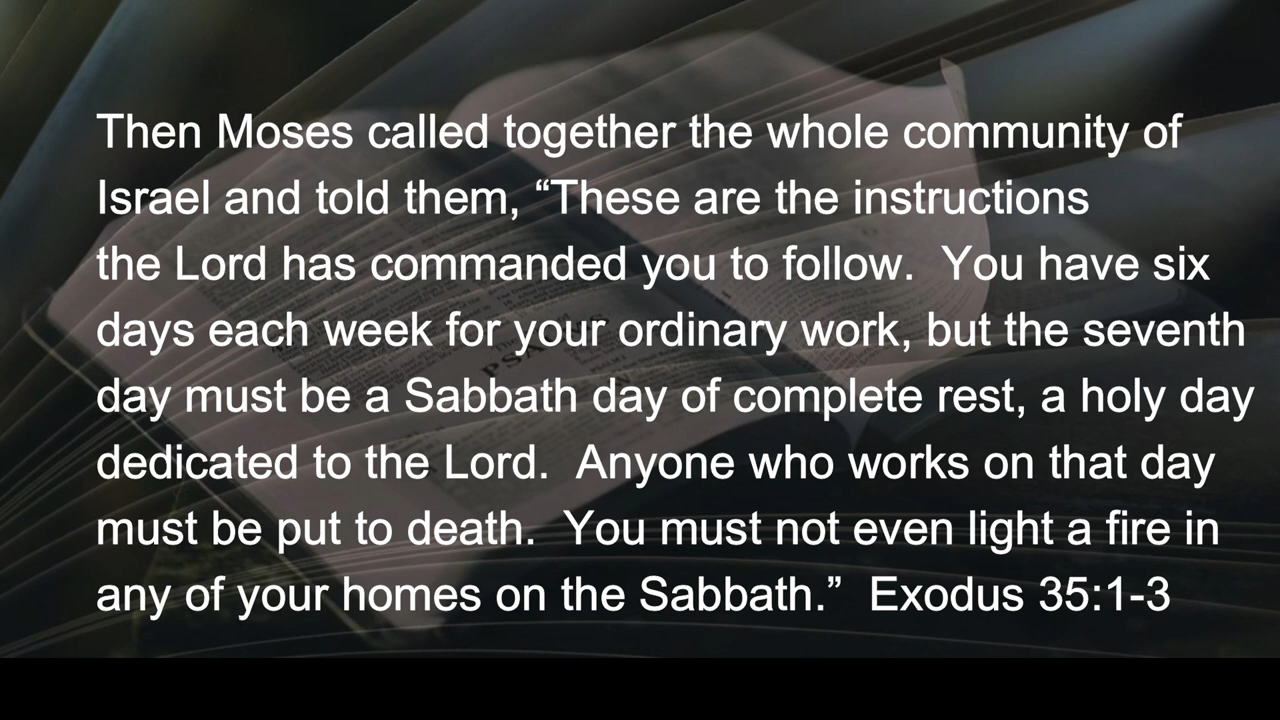 Then Moses called together the whole community of
Israel and told them, “These are the instructions
the Lord has commanded you to follow.  You have six
days each week for your ordinary work, but the seventh
day must be a Sabbath day of complete rest, a holy day
dedicated to the Lord.  Anyone who works on that day
must be put to death.  You must not even light a fire in
any of your homes on the Sabbath.”  Exodus 35:1-3
PSALMS